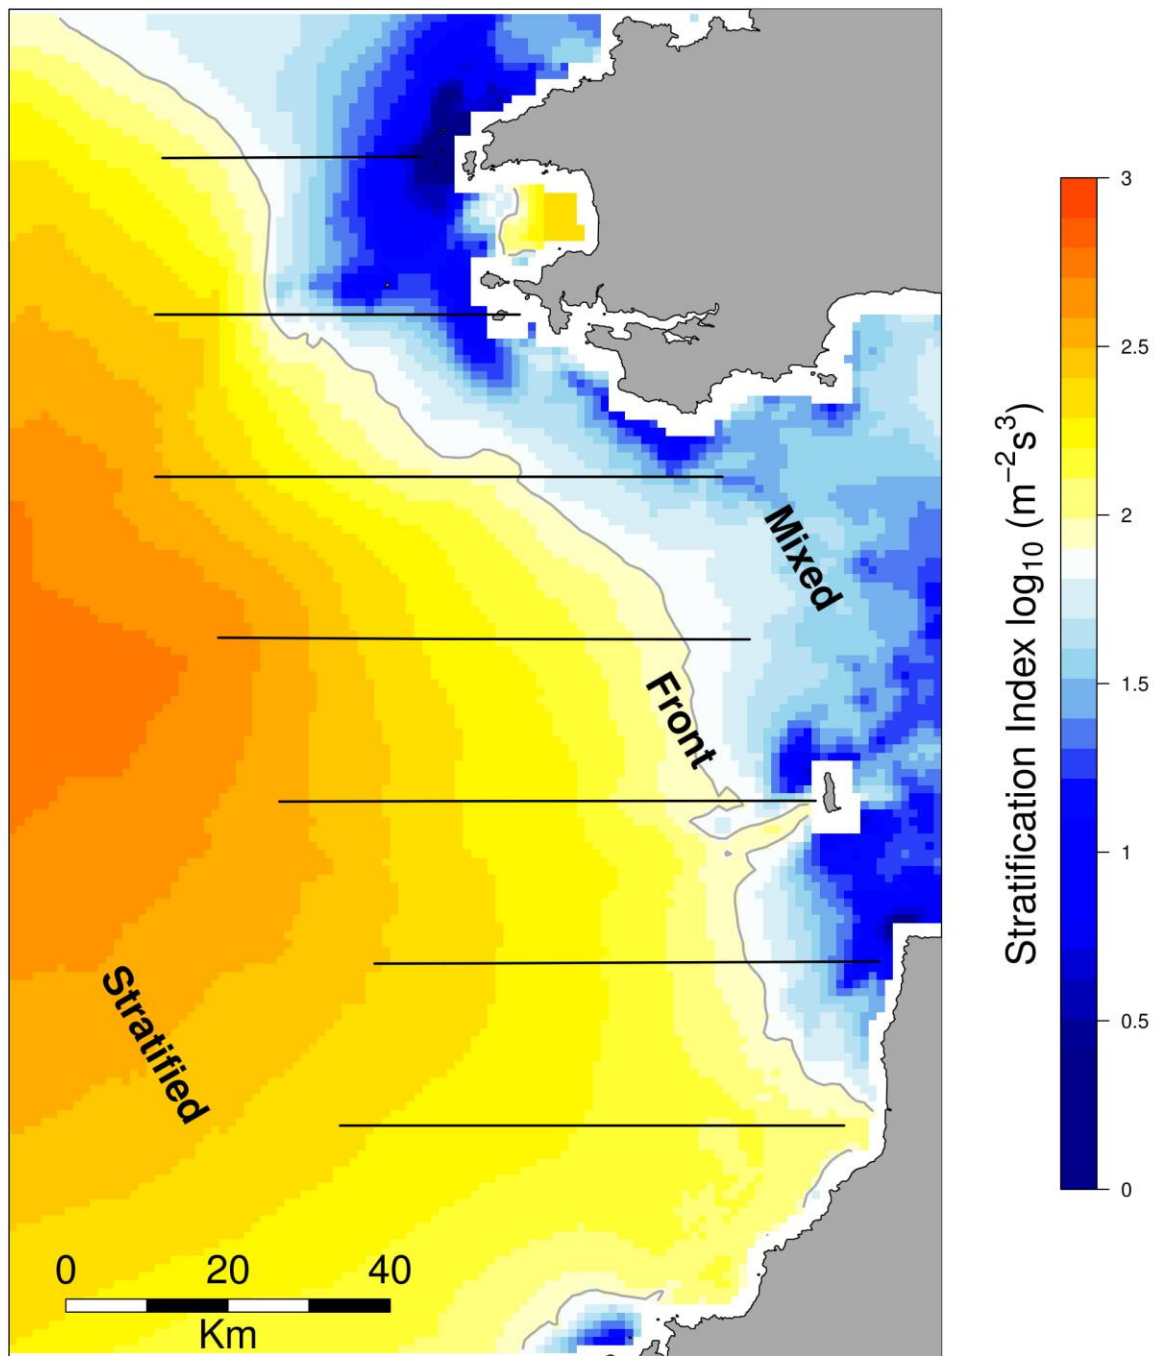 Mixed
Front
Stratified
0 20 40
Km
Stratification Index log₁₀ (m⁻²s³)
3
2.5
2
1.5
1
0.5
0